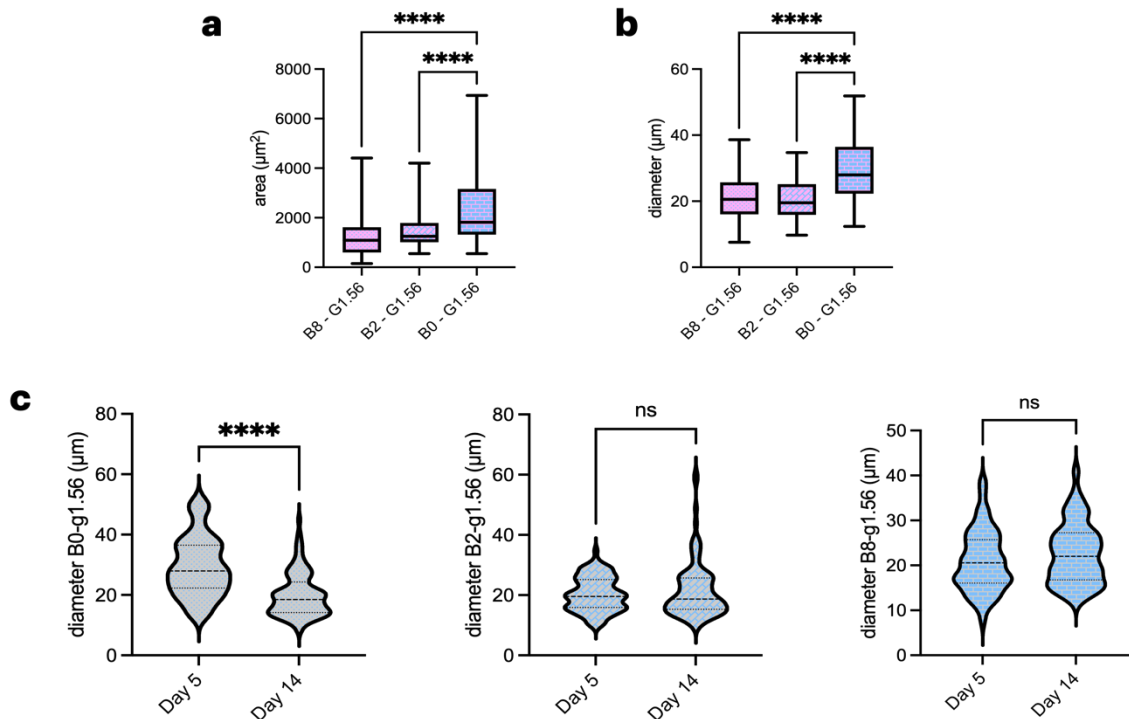 a
****
****
area (µm²)
8000
6000
4000
2000
0
B8 - G1.56
B2 - G1.56
B0 - G1.56
b
****
****
diameter (µm)
60
40
20
0
B8 - G1.56
B2 - G1.56
B0 - G1.56
c
diameter B0-g1.56 (µm)
80
60
40
20
0
****
Day 5
Day 14
diameter B2-g1.56 (µm)
80
60
40
20
0
ns
Day 5
Day 14
diameter B8-g1.56 (µm)
50
40
30
20
10
0
ns
Day 5
Day 14